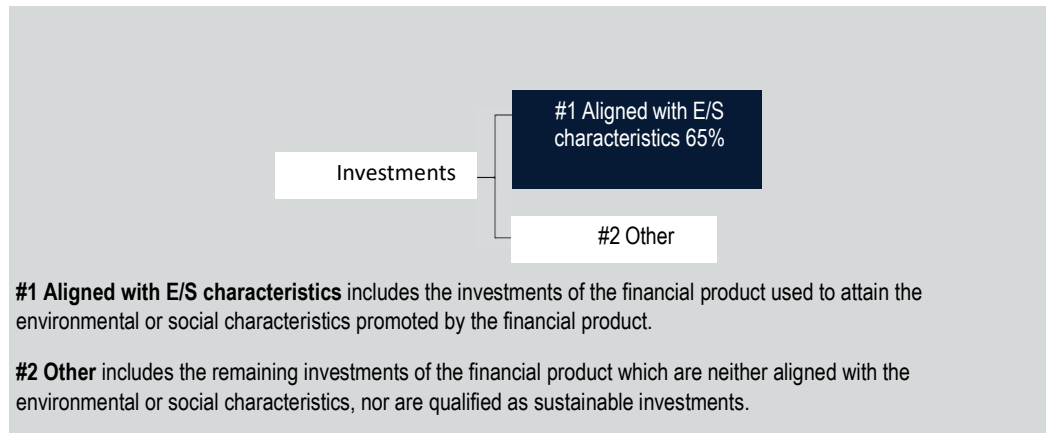 #1 Aligned with E/S
characteristics 65%
Investments
#2 Other
#1 Aligned with E/S characteristics includes the investments of the financial product used to attain the
environmental or social characteristics promoted by the financial product.
#2 Other includes the remaining investments of the financial product which are neither aligned with the
environmental or social characteristics, nor are qualified as sustainable investments.